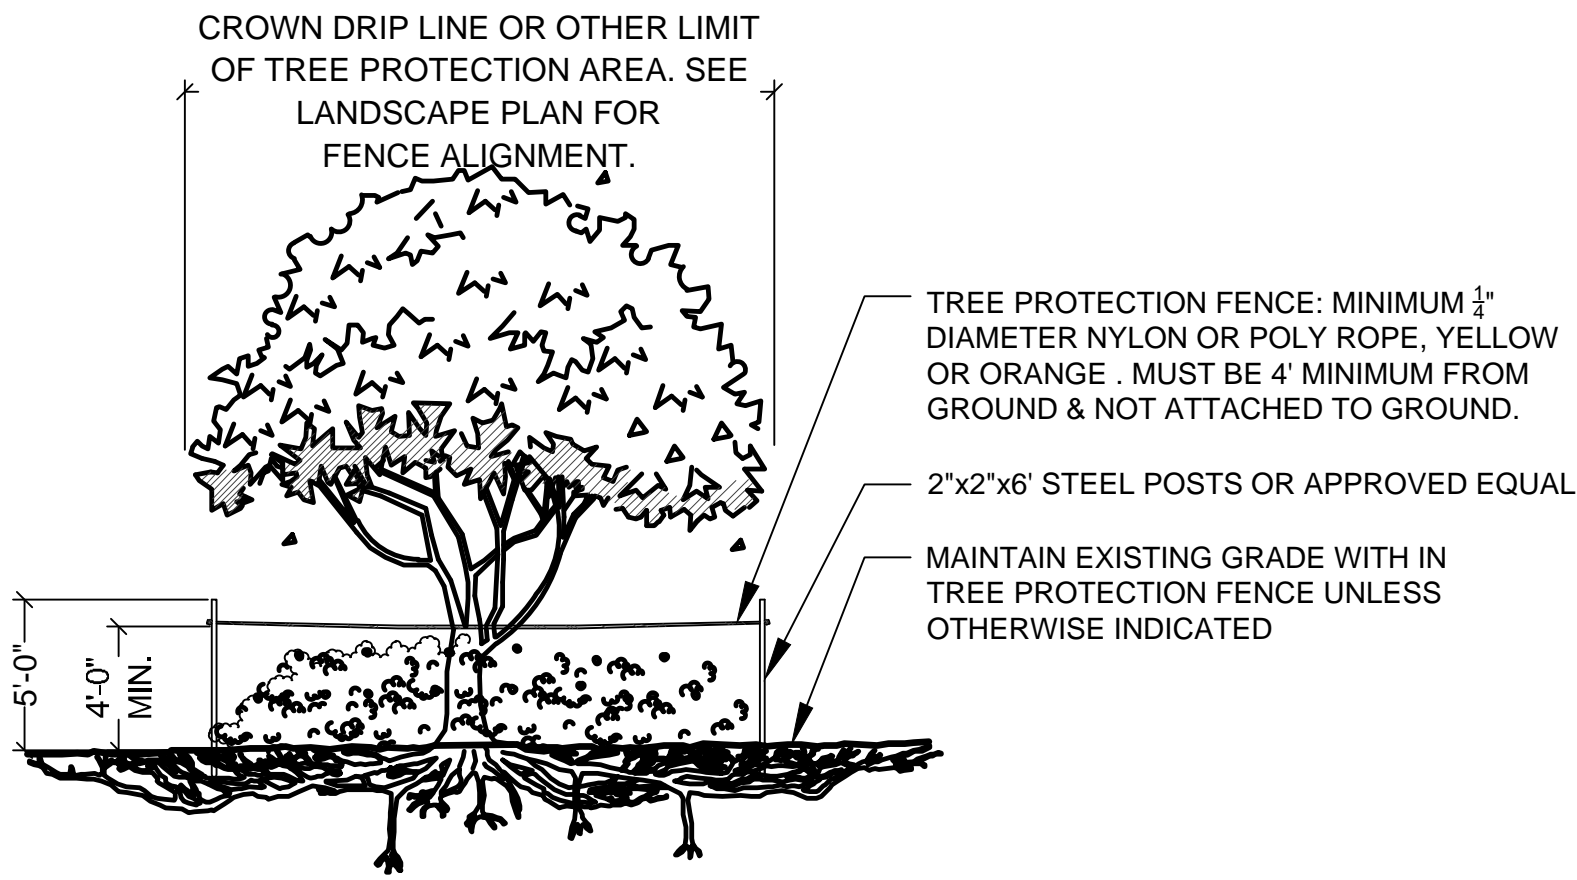 CROWN DRIP LINE OR OTHER LIMIT
OF TREE PROTECTION AREA. SEE
LANDSCAPE PLAN FOR
FENCE ALIGNMENT.
TREE PROTECTION FENCE: MINIMUM 1/4"
DIAMETER NYLON OR POLY ROPE, YELLOW
OR ORANGE . MUST BE 4' MINIMUM FROM
GROUND & NOT ATTACHED TO GROUND.
2"x2"x6' STEEL POSTS OR APPROVED EQUAL
MAINTAIN EXISTING GRADE WITH IN
TREE PROTECTION FENCE UNLESS
OTHERWISE INDICATED
5'-0"
4'-0"
MIN.